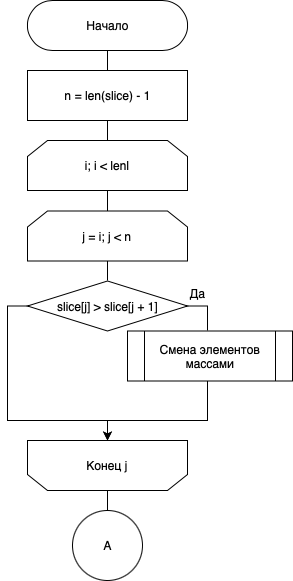 Начало
n = len(slice) - 1
i; i < lenl
j = i; j < n
slice[j] > slice[j + 1]
Да
Смена элементов
массами
Конец j
А